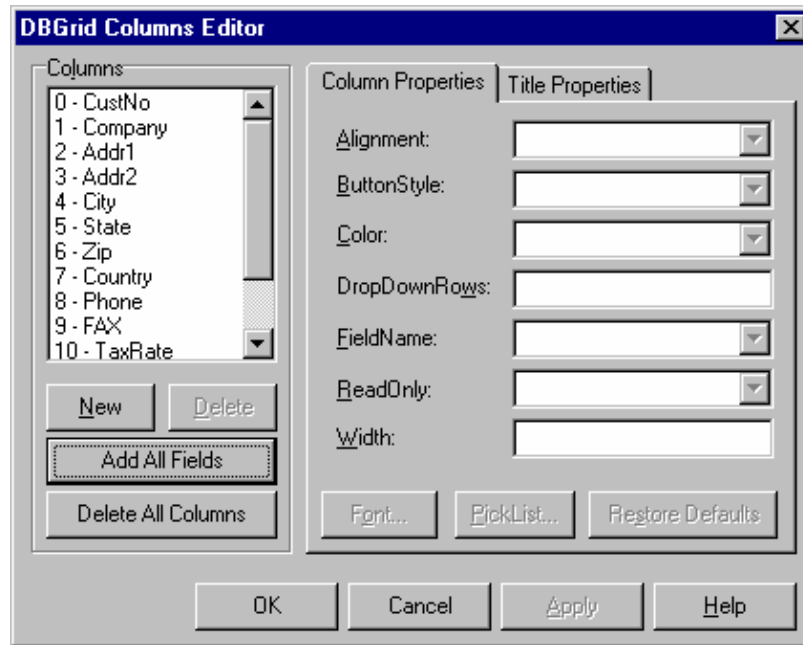 DBGrid Columns Editor
Columns
0 - CustNo
1 - Company
2 - Addr1
3 - Addr2
4 - City
5 - State
6 - Zip
7 - Country
8 - Phone
9 - FAX
10 - TaxRate
New Delete
Add All Fields
Delete All Columns
Column Properties Title Properties
Alignment:
ButtonStyle:
Color:
DropDownRows:
FieldName:
ReadOnly:
Width:
Font... PickList... Restore Defaults
OK Cancel Apply Help